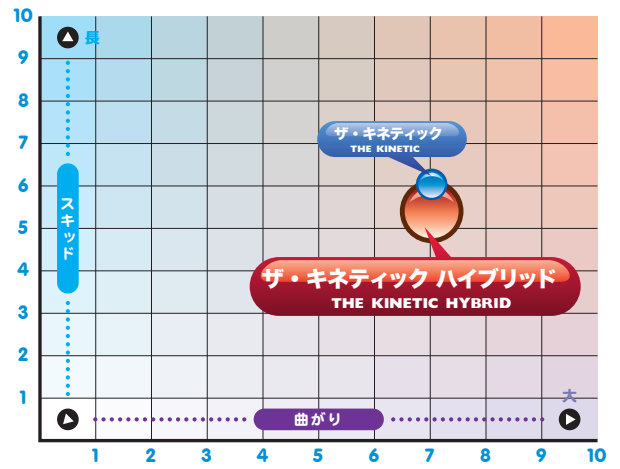 10
長
9
8
7
ザ・キネティック
THE KINETIC
6
スキッド
5
4
ザ・キネティック ハイブリッド
THE KINETIC HYBRID
3
2
1
大
曲がり
1 2 3 4 5 6 7 8 9 10